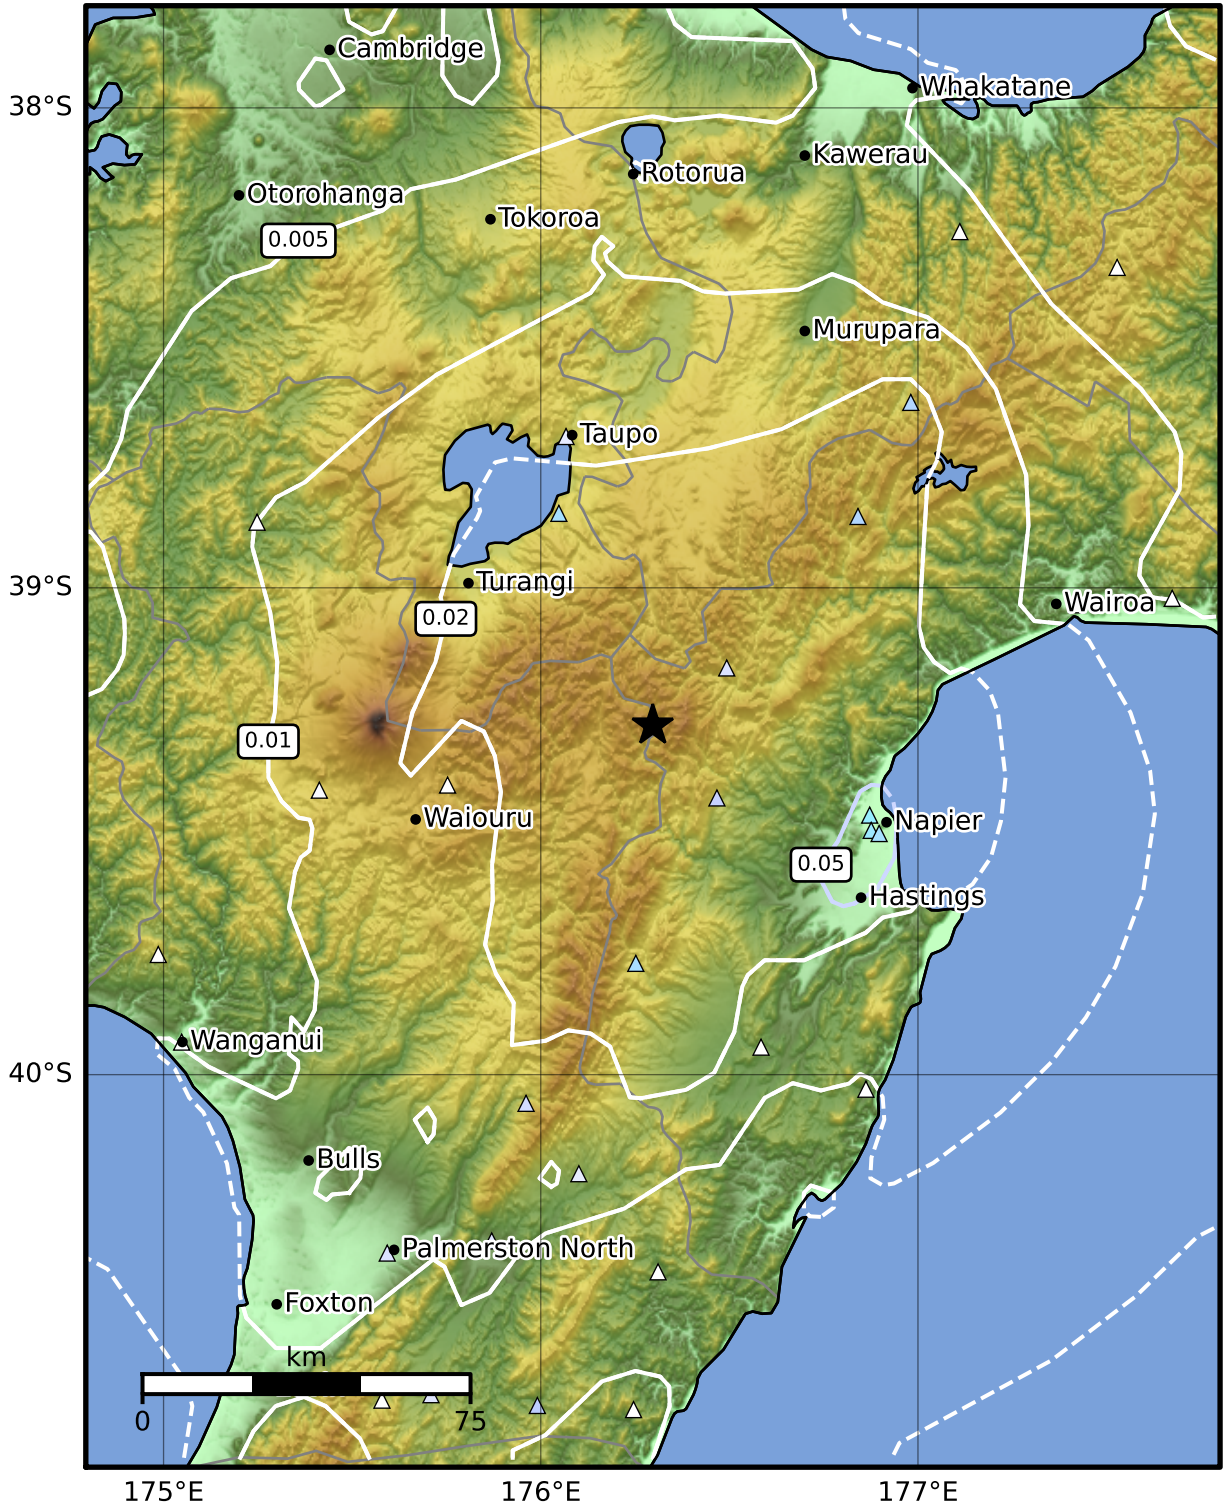 Cambridge
Whakatane
38°S
Kawerau
Rotorua
Otorohanga
Tokoroa
0.005
Murupara
Taupo
39°S
Turangi
Wairoa
0.02
0.01
Waiouru
Napier
0.05
Hastings
Wanganui
40°S
Bulls
Palmerston North
Foxton
km
0
75
175°E
176°E
177°E